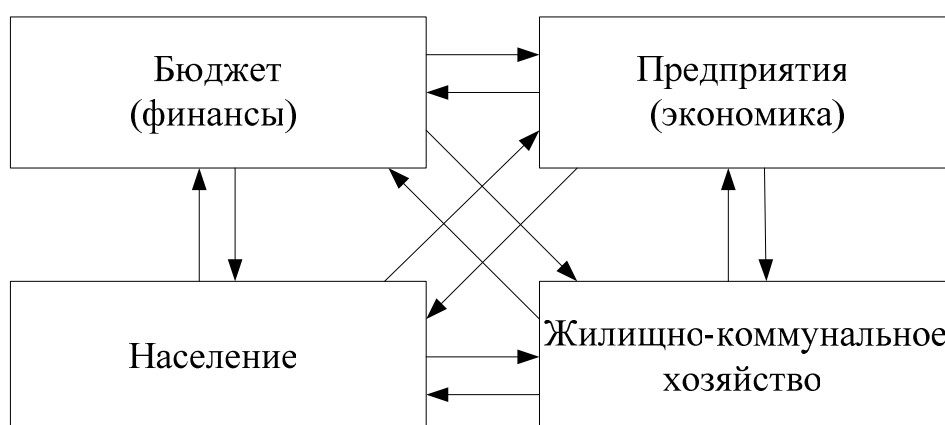 Бюджет
(финансы)
Предприятия
(экономика)
Население
Жилищно-коммунальное
хозяйство